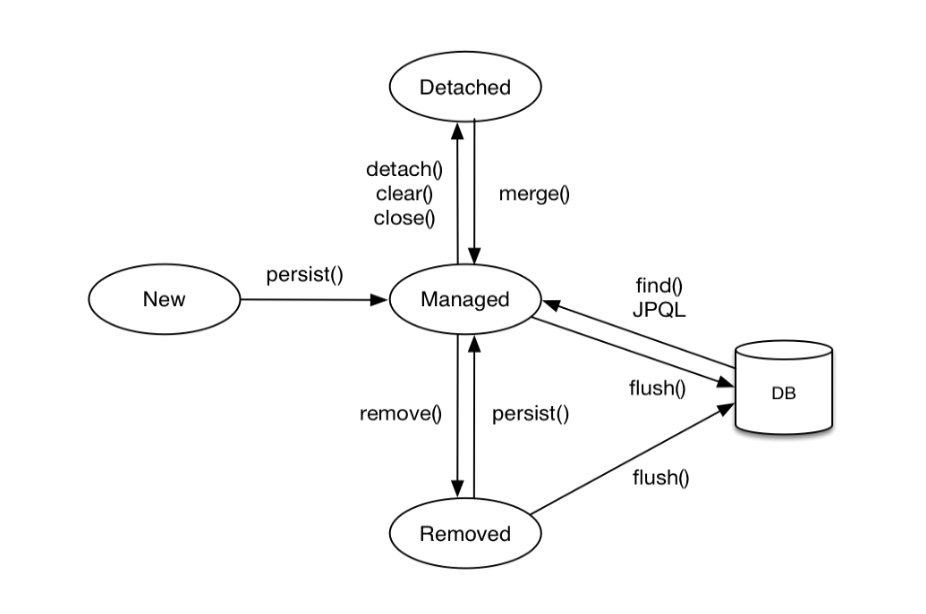 Detached
detach()
clear()
close()
merge()
persist()
New
Managed
find()
JPQL
flush()
DB
remove()
persist()
flush()
Removed